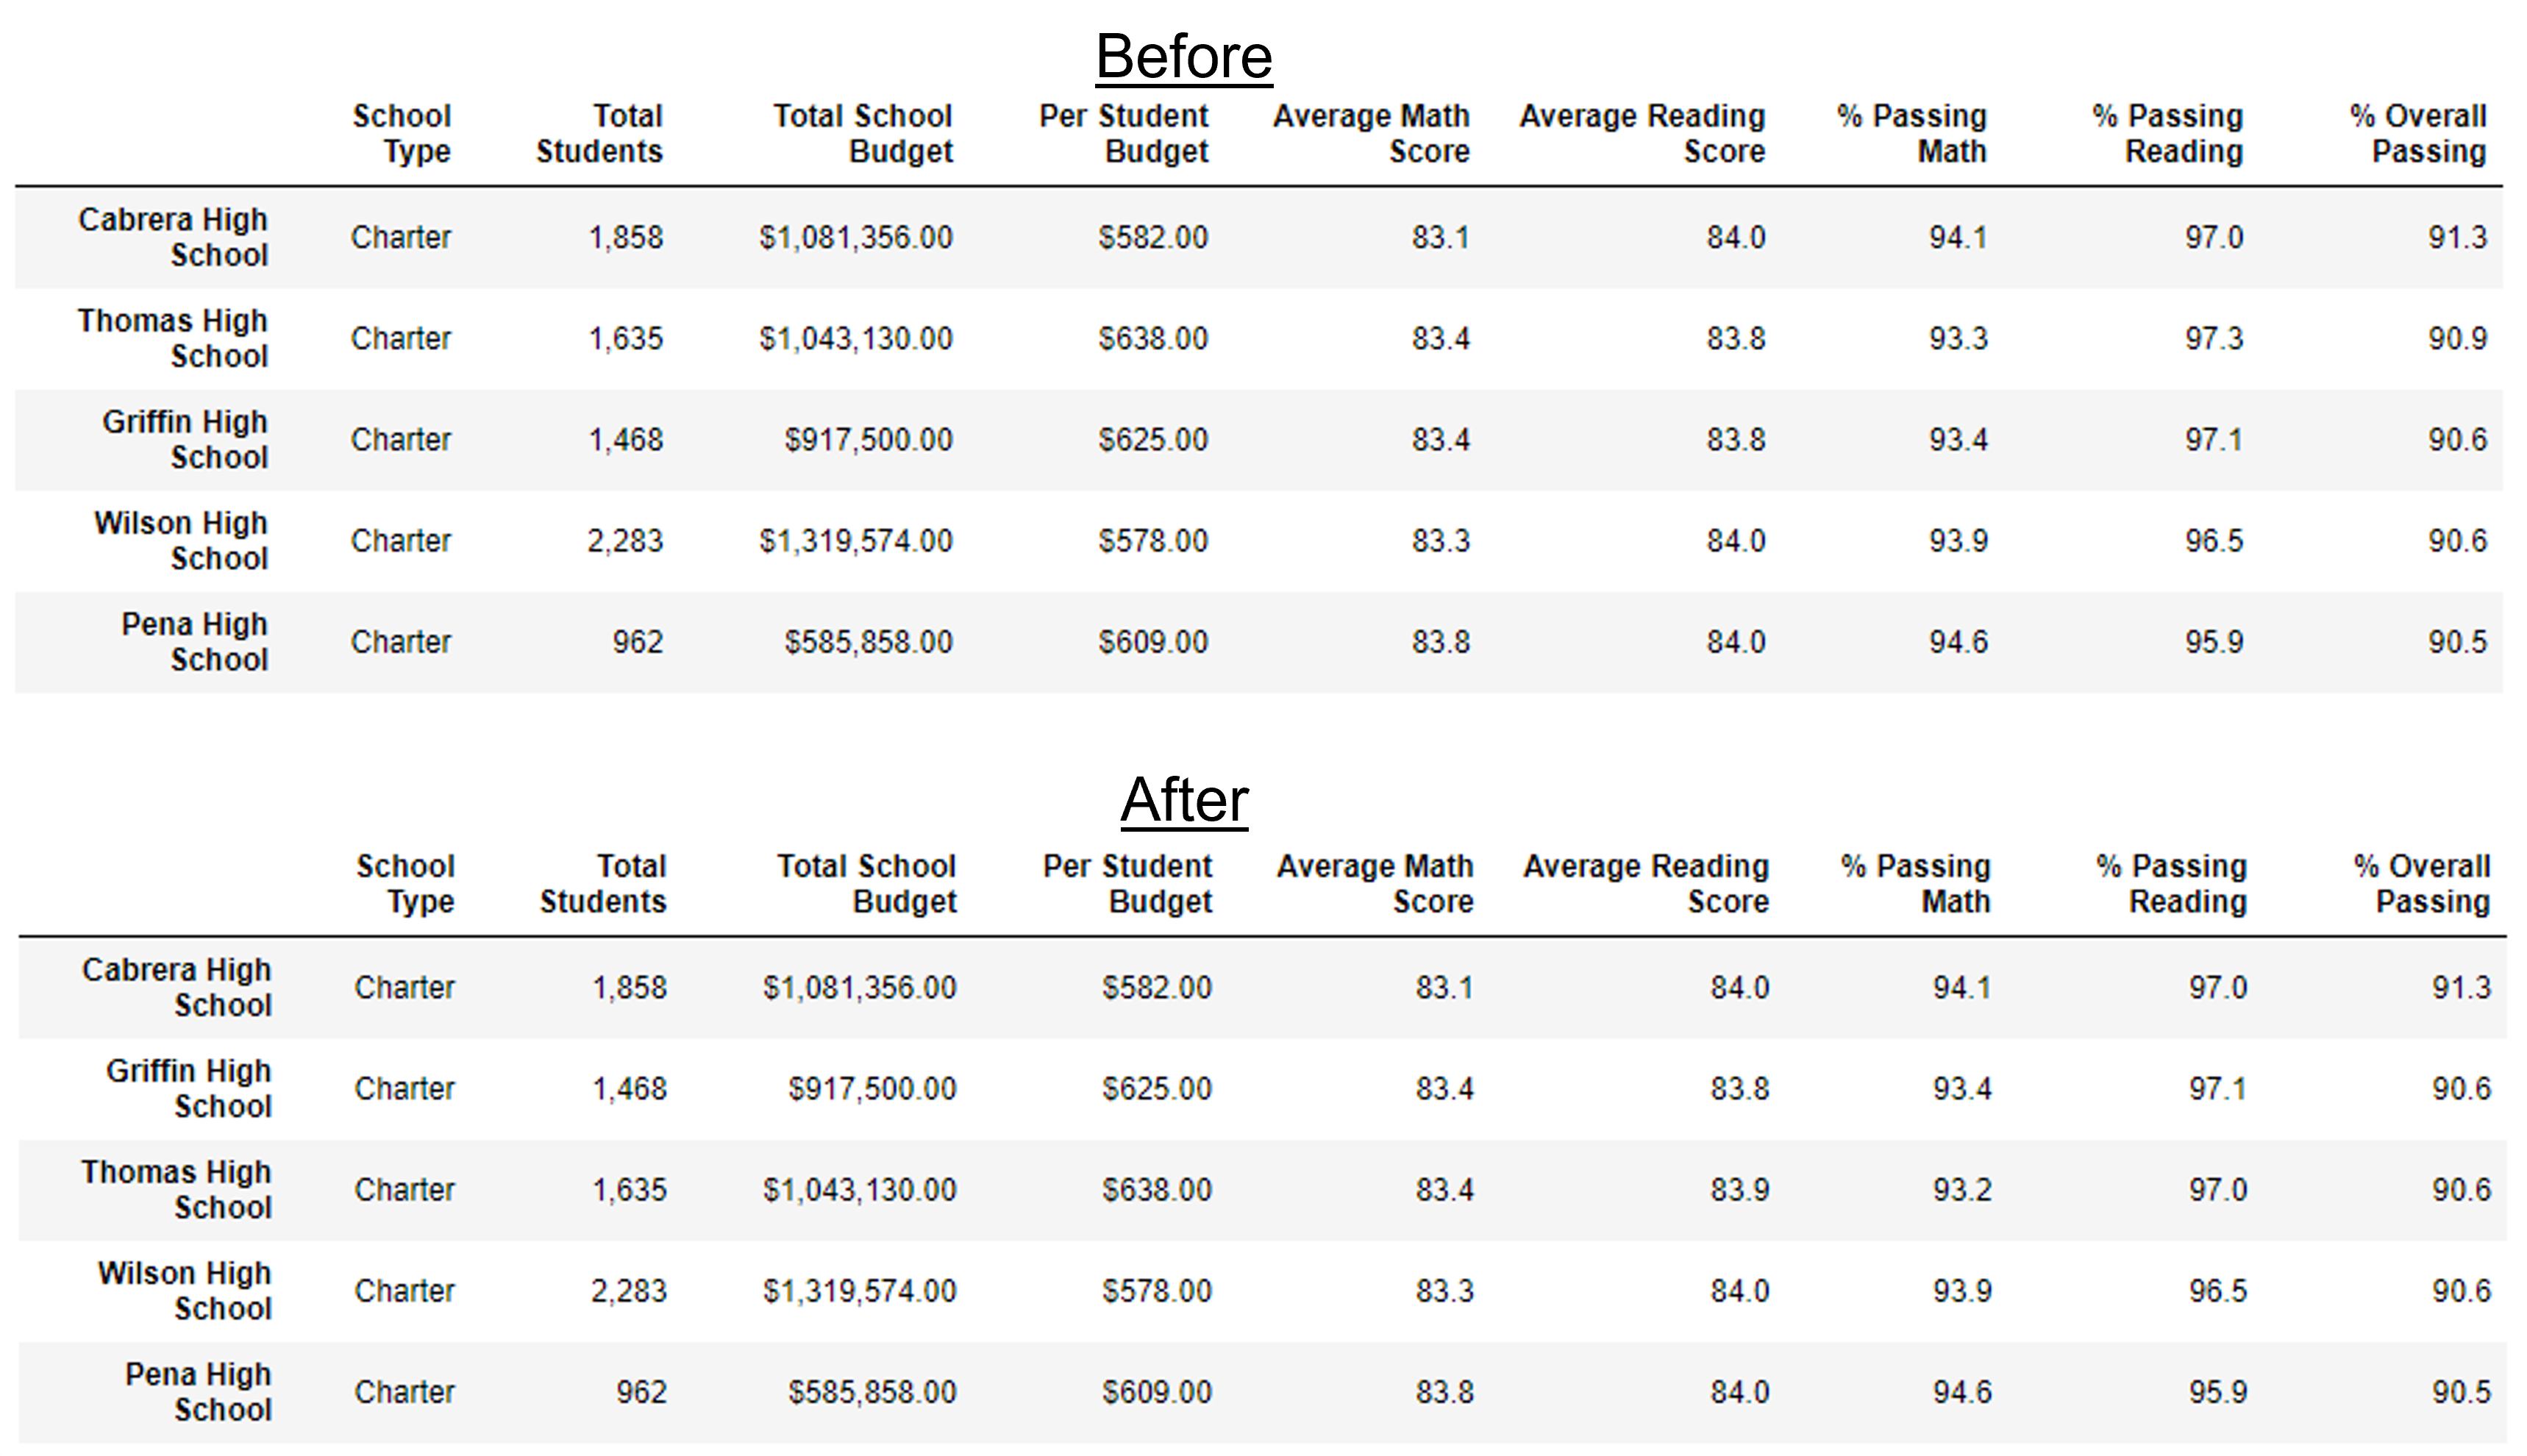 Before
School Type Total Students Total School Budget Per Student Budget Average Math Score Average Reading Score % Passing Math % Passing Reading % Overall Passing
Cabrera High School Charter 1,858 $1,081,356.00 $582.00 83.1 84.0 94.1 97.0 91.3
Thomas High School Charter 1,635 $1,043,130.00 $638.00 83.4 83.8 93.3 97.3 90.9
Griffin High School Charter 1,468 $917,500.00 $625.00 83.4 83.8 93.4 97.1 90.6
Wilson High School Charter 2,283 $1,319,574.00 $578.00 83.3 84.0 93.9 96.5 90.6
Pena High School Charter 962 $585,858.00 $609.00 83.8 84.0 94.6 95.9 90.5
After
School Type Total Students Total School Budget Per Student Budget Average Math Score Average Reading Score % Passing Math % Passing Reading % Overall Passing
Cabrera High School Charter 1,858 $1,081,356.00 $582.00 83.1 84.0 94.1 97.0 91.3
Griffin High School Charter 1,468 $917,500.00 $625.00 83.4 83.8 93.4 97.1 90.6
Thomas High School Charter 1,635 $1,043,130.00 $638.00 83.4 83.9 93.2 97.0 90.6
Wilson High School Charter 2,283 $1,319,574.00 $578.00 83.3 84.0 93.9 96.5 90.6
Pena High School Charter 962 $585,858.00 $609.00 83.8 84.0 94.6 95.9 90.5